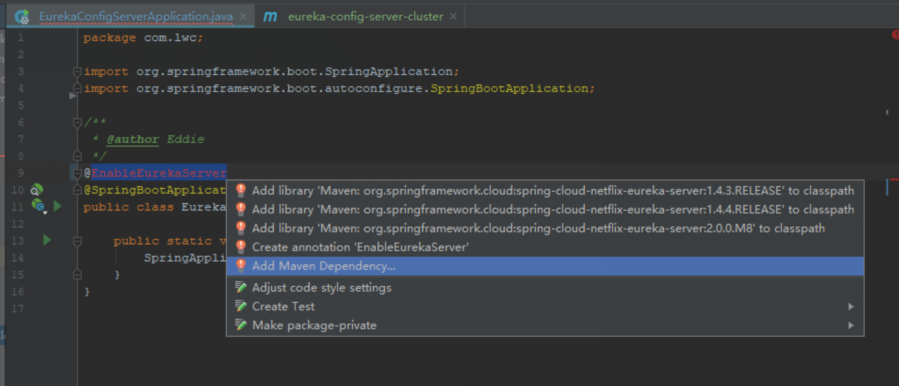 EurekaConfigServerApplication.java
eureka-config-server-cluster
1 package com.lwc;
2
3 import org.springframework.boot.SpringApplication;
4 import org.springframework.boot.autoconfigure.SpringBootApplication;
5
6 /**
7 * @author Eddie
8 */
9 @EnableEurekaServer
10 @SpringBootApplicat
11 public class Eureka
12
13 public static v
14 SpringAppli
15 }
16 }
17
Add library 'Maven: org.springframework.cloud:spring-cloud-netflix-eureka-server:1.4.3.RELEASE' to classpath
Add library 'Maven: org.springframework.cloud:spring-cloud-netflix-eureka-server:1.4.4.RELEASE' to classpath
Add library 'Maven: org.springframework.cloud:spring-cloud-netflix-eureka-server:2.0.0.M8' to classpath
Create annotation 'EnableEurekaServer'
Add Maven Dependency...
Adjust code style settings
Create Test
Make package-private